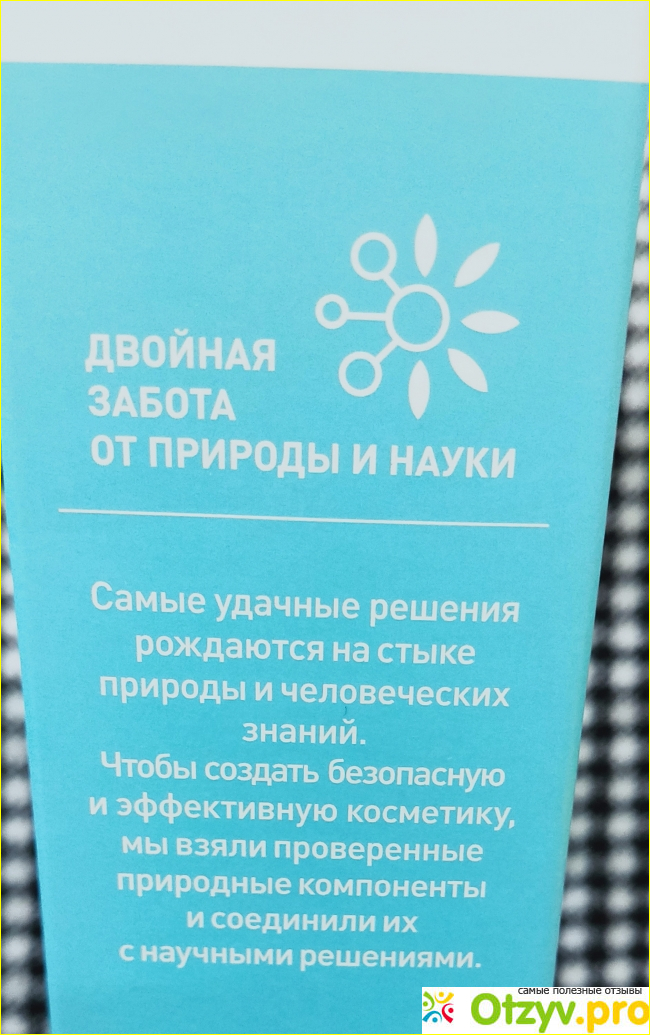 ДВОЙНАЯ
ЗАБОТА
ОТ ПРИРОДЫ И НАУКИ
Самые удачные решения
рождаются на стыке
природы и человеческих
знаний.
Чтобы создать безопасную
и эффективную косметику,
мы взяли проверенные
природные компоненты
и соединили их
с научными решениями.
самые полезные отзывы
Otzyv.pro